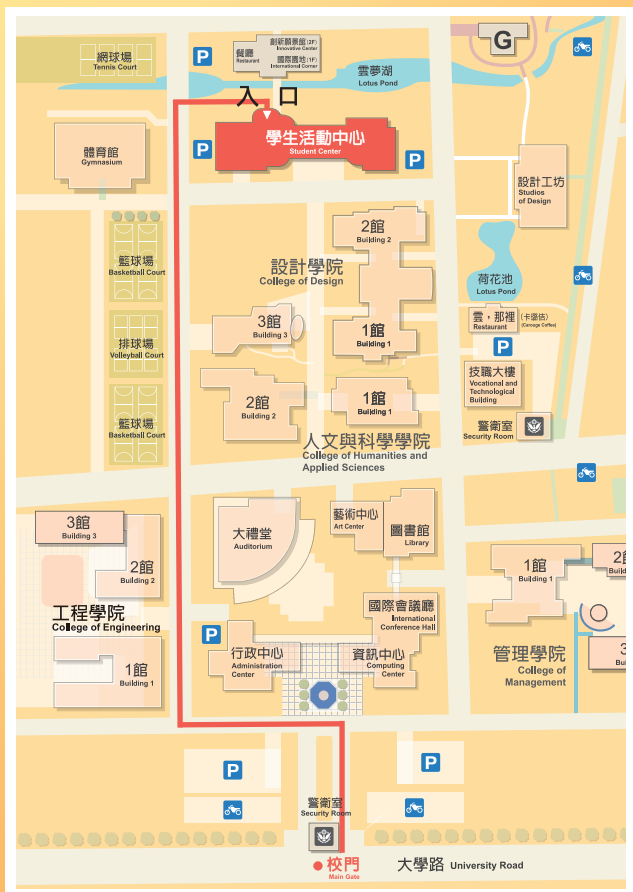 網球場
Tennis Court
P
餐廳
Restaurant
創新願景館(2F)
Innovative Center
國際園地(1F)
International Corner
雲夢湖
Lotus Pond
G
入口
學生活動中心
Student Center
P
P
體育館
Gymnasium
設計工坊
Studios
of Design
籃球場
Basketball Court
設計學院
College of Design
2館
Building 2
荷花池
Lotus Pond
3館
Building 3
1館
Building 1
雲，那裡
Restaurant
P
排球場
Volleyball Court
技職大樓
Vocational and
Technological
Building
2館
Building 2
1館
Building 1
籃球場
Basketball Court
警衛室
Security Room
人文與科學學院
College of Humanities and
Applied Sciences
3館
Building 3
大禮堂
Auditorium
藝術中心
Art Center
圖書館
Library
2館
Building 2
1館
Building 1
工程學院
College of Engineering
國際會議廳
International
Conference Hall
P
1館
Building 1
行政中心
Administration
Center
資訊中心
Computing
Center
管理學院
College of
Management
P
P
警衛室
Security Room
校門
Main Gate
大學路 University Road